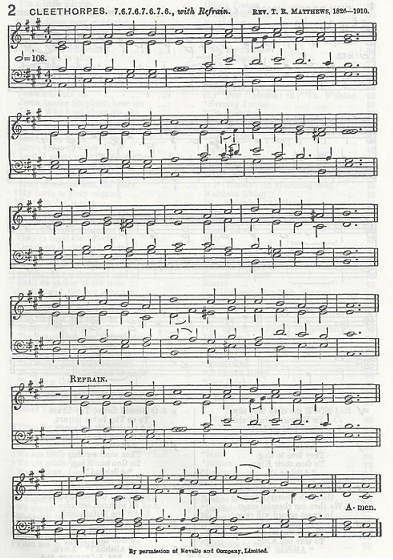 2 CLEETHORPES. 7.6.7.6.7.6.7.6., with Refrain. REV. T. R. MATTHEWS, 1826—1910.
=108.
REFRAIN.
A - men.
By permission of Novello and Company, Limited.